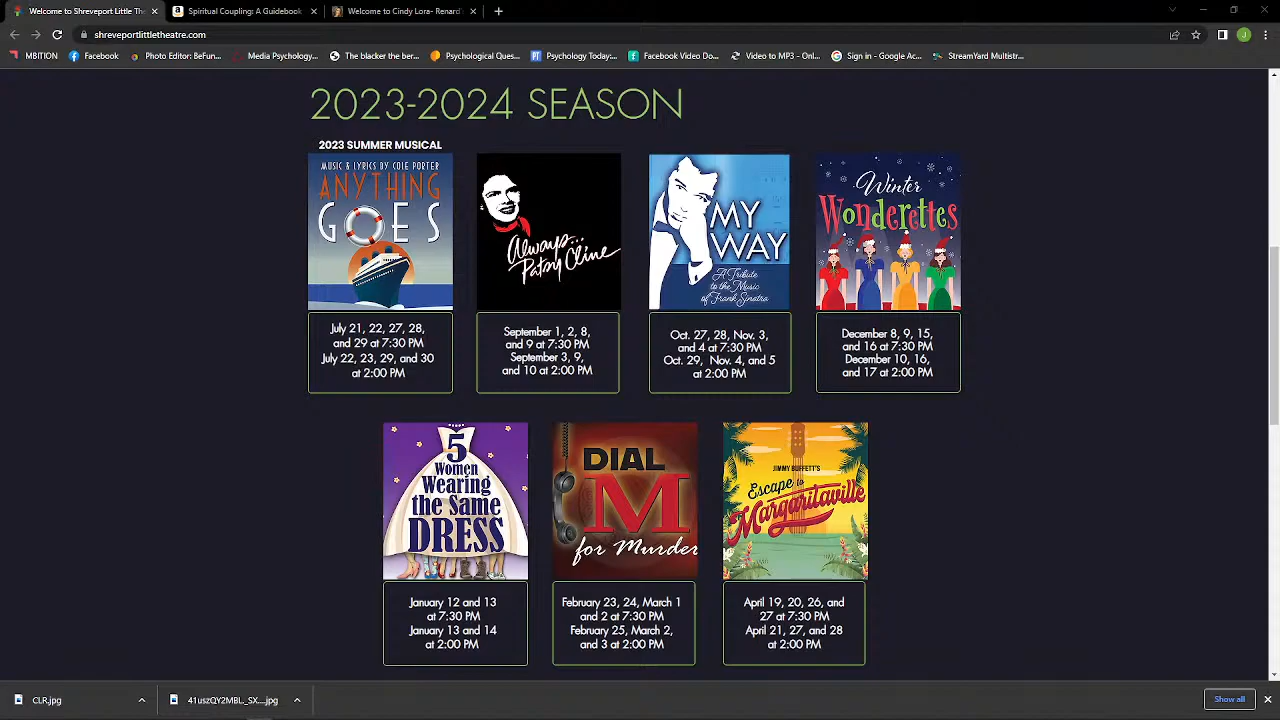 Welcome to Shreveport Little The
Spiritual Coupling: A Guidebook
Welcome to Cindy Lora- Renard
shreveportlittletheatre.com
J
MBITION
Facebook
Photo Editor: BeFun...
Media Psychology...
The blacker the ber...
Psychological Ques...
PT
Psychology Today:...
Facebook Video Do...
Video to MP3 - Onl...
Sign in - Google Ac...
StreamYard Multistr...
2023-2024 SEASON
2023 SUMMER MUSICAL
MUSIC & LYRICS BY COLE PORTER
ANYTHING
GOES
July 21, 22, 27, 28,
and 29 at 7:30 PM
July 22, 23, 29, and 30
at 2:00 PM
Always...
Patsy Cline
September 1, 2, 8,
and 9 at 7:30 PM
September 3, 9,
and 10 at 2:00 PM
MY
WAY
A Tribute
to the Music
of Frank Sinatra
Oct. 27, 28, Nov. 3,
and 4 at 7:30 PM
Oct. 29, Nov. 4, and 5
at 2:00 PM
Winter
Wonderettes
December 8, 9, 15,
and 16 at 7:30 PM
December 10, 16,
and 17 at 2:00 PM
5
Women
Wearing
the Same
DRESS
January 12 and 13
at 7:30 PM
January 13 and 14
at 2:00 PM
DIAL
M
for Murder
February 23, 24, March 1
and 2 at 7:30 PM
February 25, March 2,
and 3 at 2:00 PM
JIMMY BUFFETT'S
Escape to
Margaritaville
April 19, 20, 26, and
27 at 7:30 PM
April 21, 27, and 28
at 2:00 PM
CLR.jpg
41uszQY2MBL._SX....jpg
Show all